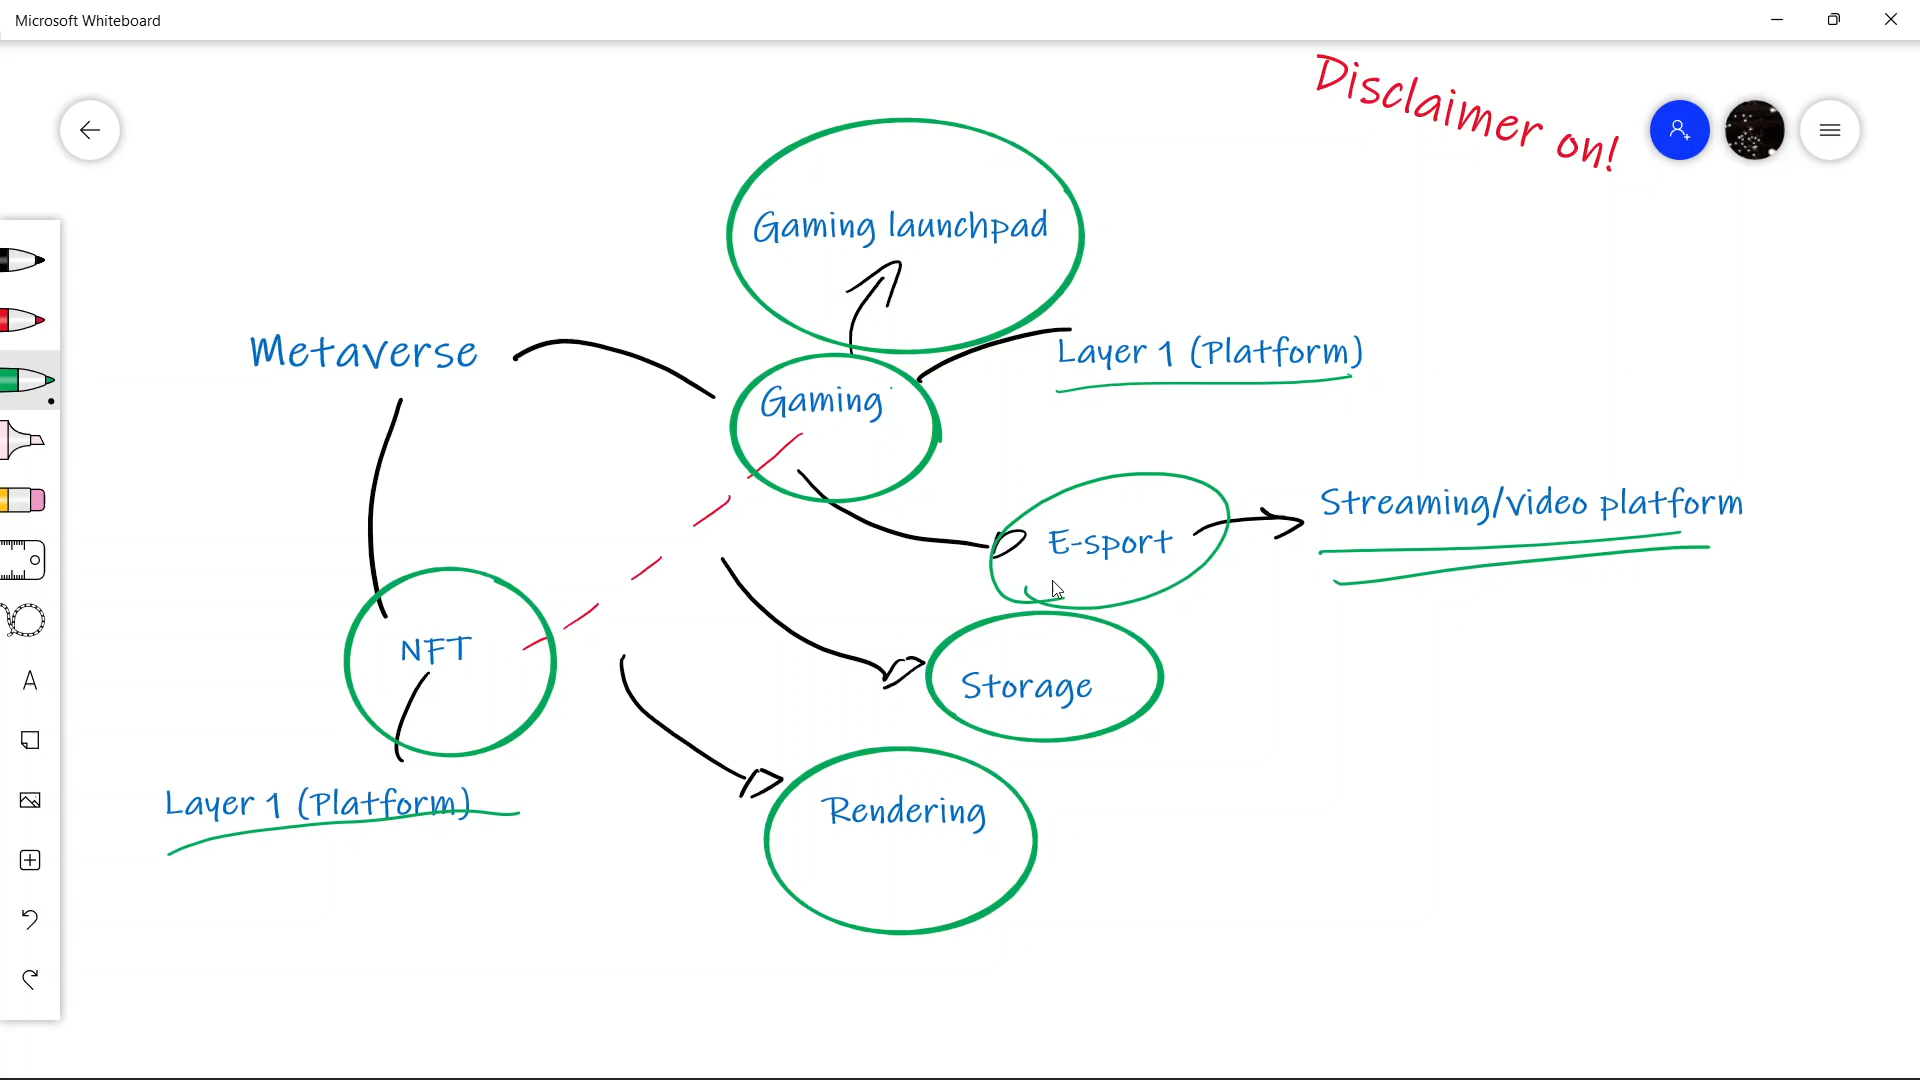 Microsoft Whiteboard
Disclaimer on!
Gaming launchpad
Metaverse
Layer 1 (Platform)
Gaming
Streaming/video platform
E-sport
NFT
Storage
Layer 1 (Platform)
Rendering